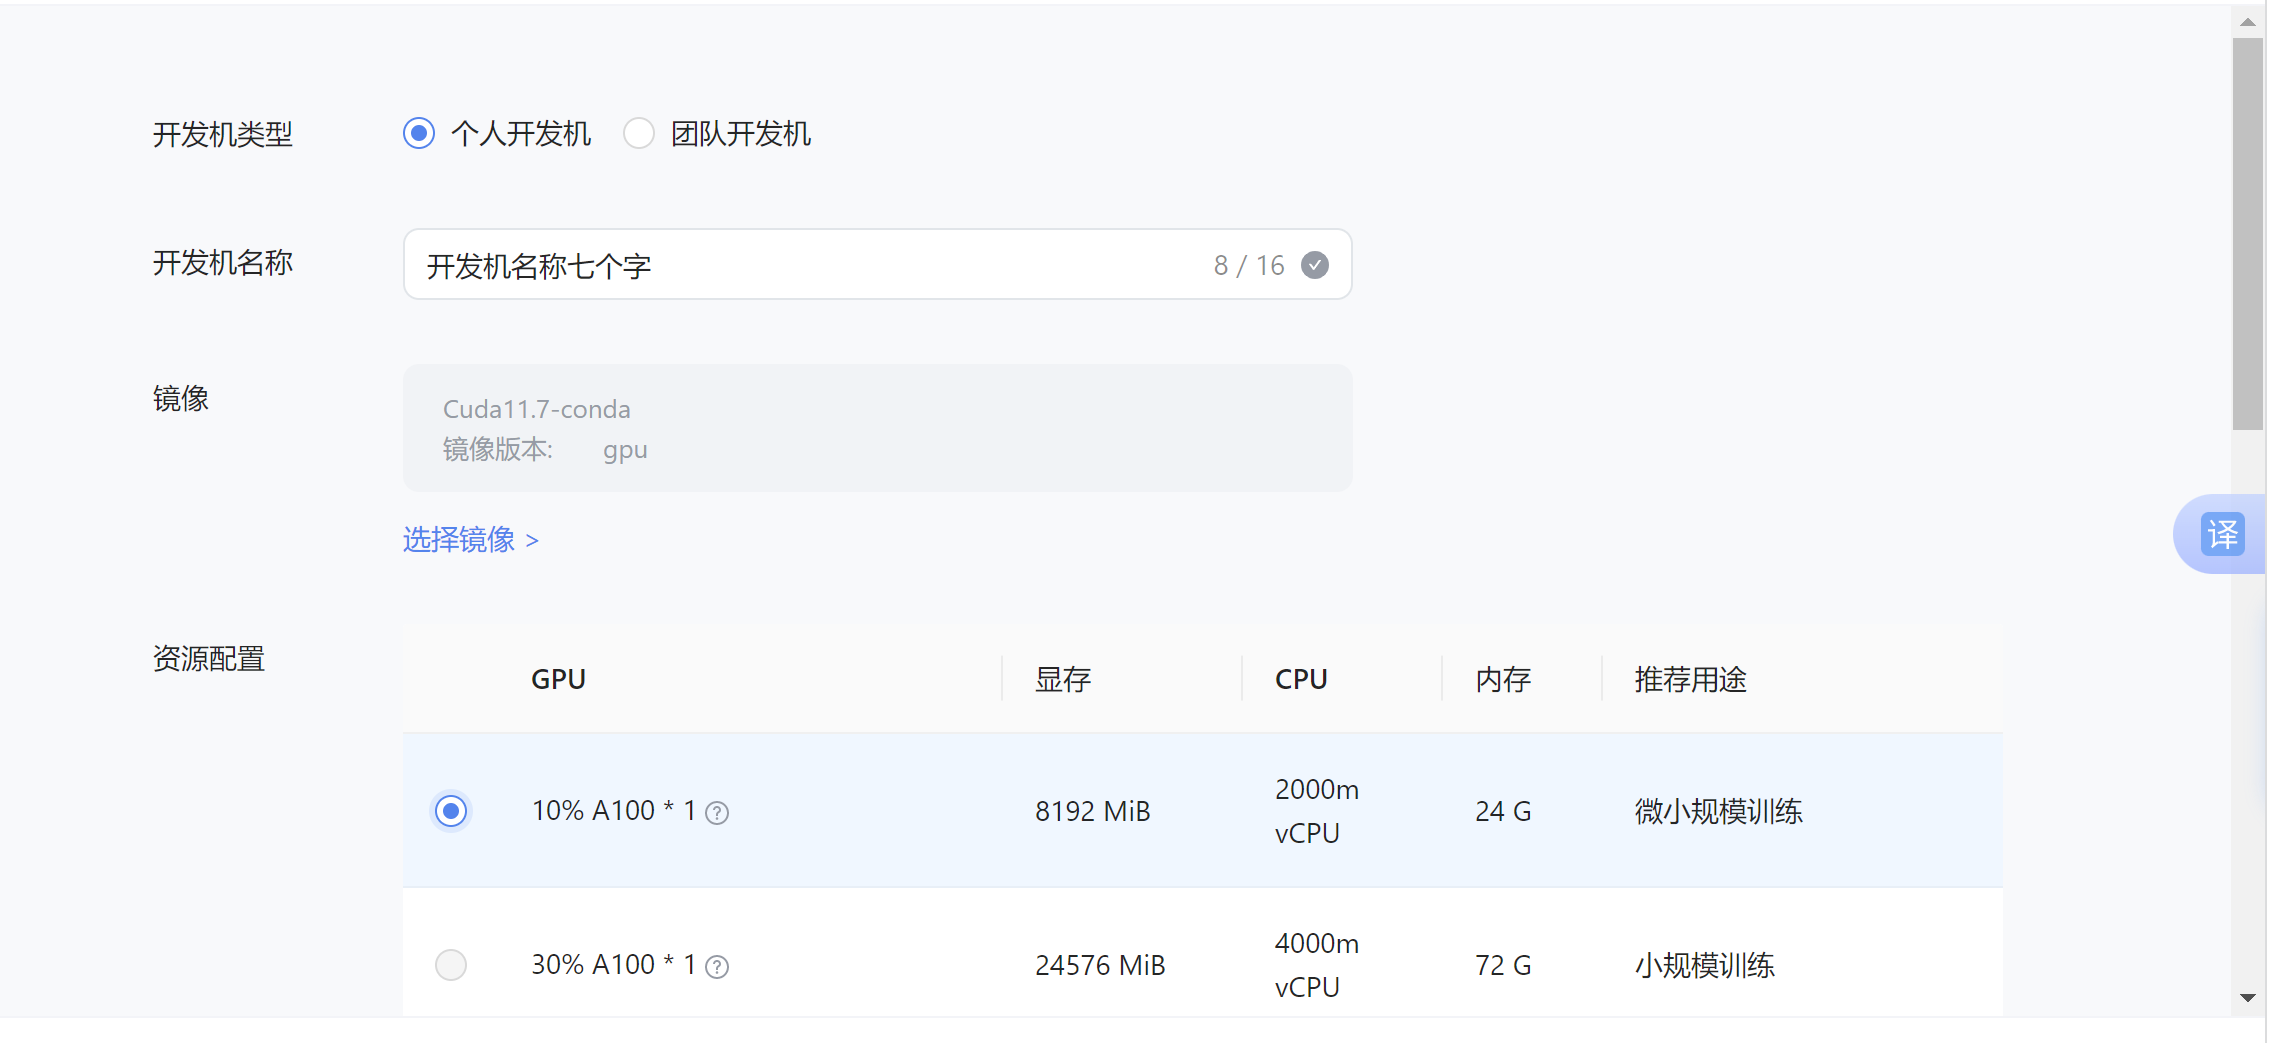 开发机类型 个人开发机 团队开发机
开发机名称 开发机名称七个字 8 / 16
镜像 Cuda11.7-conda
镜像版本: gpu
选择镜像 >
译
资源配置 GPU 显存 CPU 内存 推荐用途
10% A100 * 1 8192 MiB 2000m vCPU 24 G 微小规模训练
30% A100 * 1 24576 MiB 4000m vCPU 72 G 小规模训练